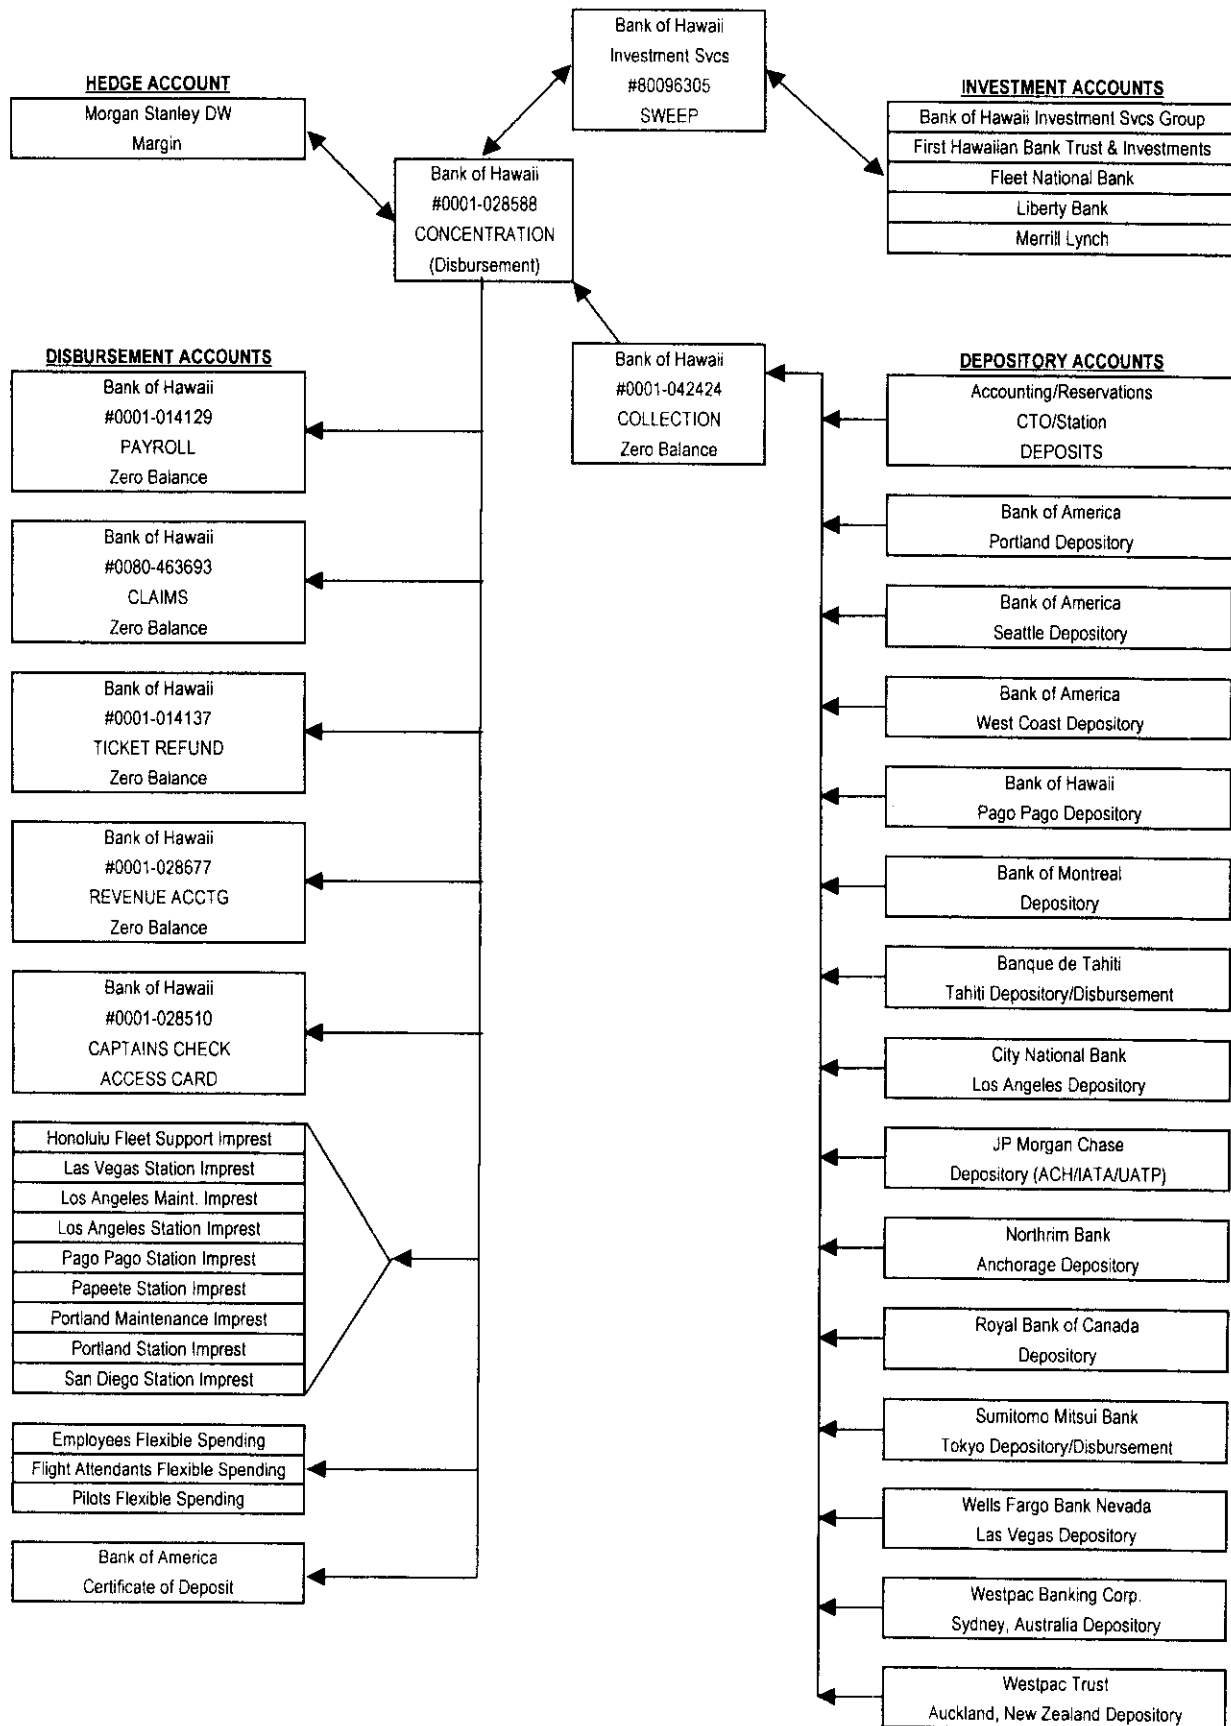 Bank of Hawaii
Investment Svcs
#80096305
SWEEP
HEDGE ACCOUNT
Morgan Stanley DW
Margin
INVESTMENT ACCOUNTS
Bank of Hawaii Investment Svcs Group
First Hawaiian Bank Trust & Investments
Fleet National Bank
Liberty Bank
Merrill Lynch
Bank of Hawaii
#0001-028588
CONCENTRATION
(Disbursement)
DISBURSEMENT ACCOUNTS
Bank of Hawaii
#0001-014129
PAYROLL
Zero Balance
Bank of Hawaii
#0080-463693
CLAIMS
Zero Balance
Bank of Hawaii
#0001-014137
TICKET REFUND
Zero Balance
Bank of Hawaii
#0001-028677
REVENUE ACCTG
Zero Balance
Bank of Hawaii
#0001-028510
CAPTAINS CHECK
ACCESS CARD
Honolulu Fleet Support Imprest
Las Vegas Station Imprest
Los Angeles Maint. Imprest
Los Angeles Station Imprest
Pago Pago Station Imprest
Papeete Station Imprest
Portland Maintenance Imprest
Portland Station Imprest
San Diego Station Imprest
Employees Flexible Spending
Flight Attendants Flexible Spending
Pilots Flexible Spending
Bank of America
Certificate of Deposit
Bank of Hawaii
#0001-042424
COLLECTION
Zero Balance
DEPOSITORY ACCOUNTS
Accounting/Reservations
CTO/Station
DEPOSITS
Bank of America
Portland Depository
Bank of America
Seattle Depository
Bank of America
West Coast Depository
Bank of Hawaii
Pago Pago Depository
Bank of Montreal
Depository
Banque de Tahiti
Tahiti Depository/Disbursement
City National Bank
Los Angeles Depository
JP Morgan Chase
Depository (ACH/IATA/UATP)
Northrim Bank
Anchorage Depository
Royal Bank of Canada
Depository
Sumitomo Mitsui Bank
Tokyo Depository/Disbursement
Wells Fargo Bank Nevada
Las Vegas Depository
Westpac Banking Corp.
Sydney, Australia Depository
Westpac Trust
Auckland, New Zealand Depository